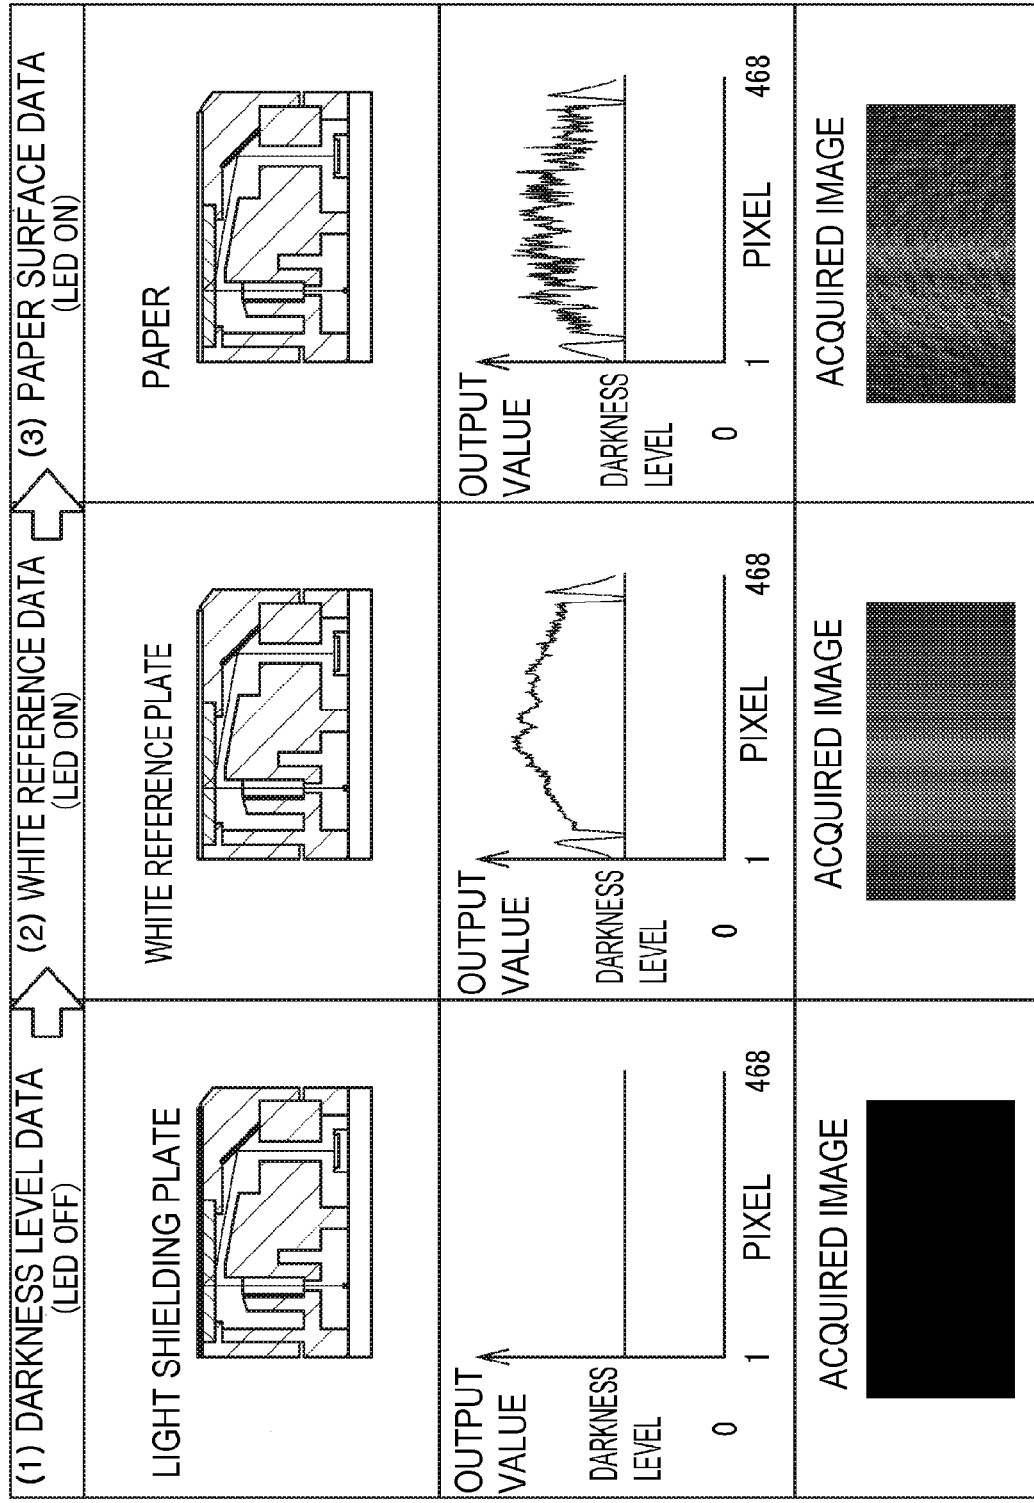 (1) DARKNESS LEVEL DATA
(LED OFF)
(2) WHITE REFERENCE DATA
(LED ON)
(3) PAPER SURFACE DATA
(LED ON)
LIGHT SHIELDING PLATE
WHITE REFERENCE PLATE
PAPER
OUTPUT
VALUE
DARKNESS
LEVEL
0
1
PIXEL
468
OUTPUT
VALUE
DARKNESS
LEVEL
0
1
PIXEL
468
OUTPUT
VALUE
DARKNESS
LEVEL
0
1
PIXEL
468
ACQUIRED IMAGE
ACQUIRED IMAGE
ACQUIRED IMAGE